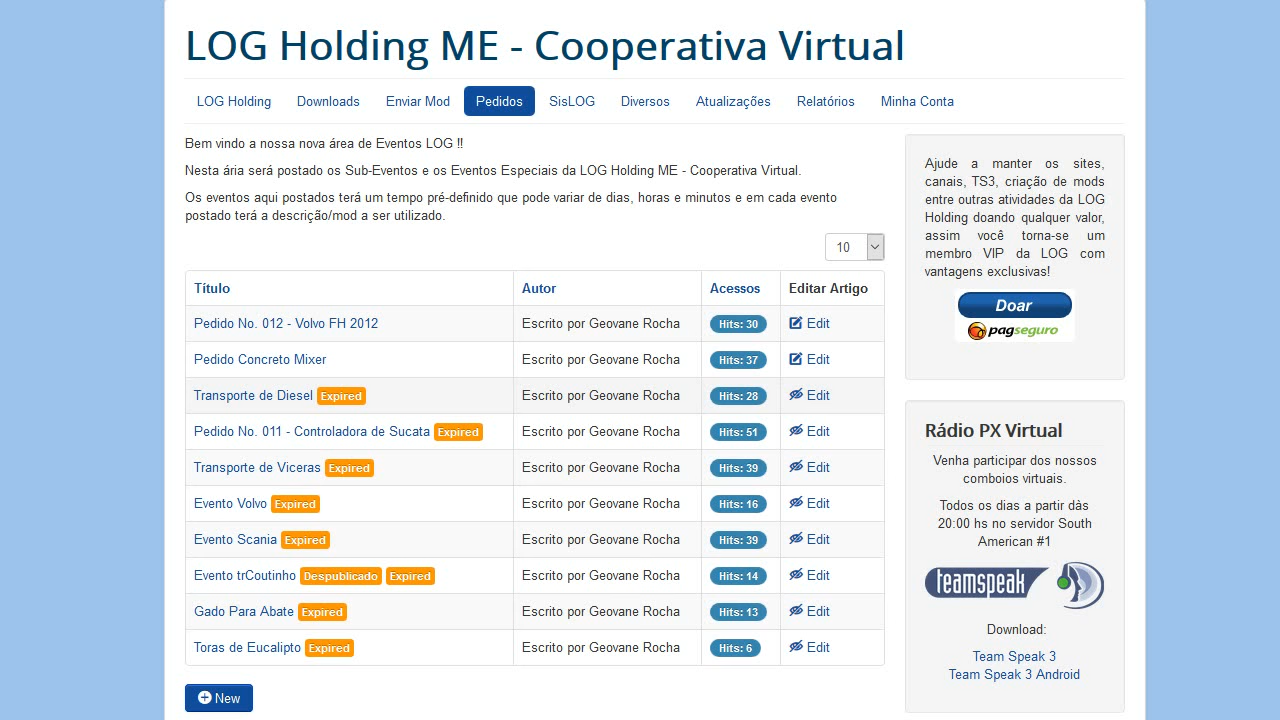 LOG Holding ME - Cooperativa Virtual
LOG Holding Downloads Enviar Mod Pedidos SisLOG Diversos Atualizações Relatórios Minha Conta
Bem vindo a nossa nova área de Eventos LOG !!
Nesta ária será postado os Sub-Eventos e os Eventos Especiais da LOG Holding ME - Cooperativa Virtual.
Os eventos aqui postados terá um tempo pré-definido que pode variar de dias, horas e minutos e em cada evento
postado terá a descrição/mod a ser utilizado.
10
Título Autor Acessos Editar Artigo
Pedido No. 012 - Volvo FH 2012 Escrito por Geovane Rocha Hits: 30 Edit
Pedido Concreto Mixer Escrito por Geovane Rocha Hits: 37 Edit
Transporte de Diesel Expired Escrito por Geovane Rocha Hits: 28 Edit
Pedido No. 011 - Controladora de Sucata Expired Escrito por Geovane Rocha Hits: 51 Edit
Transporte de Viceras Expired Escrito por Geovane Rocha Hits: 39 Edit
Evento Volvo Expired Escrito por Geovane Rocha Hits: 16 Edit
Evento Scania Expired Escrito por Geovane Rocha Hits: 39 Edit
Evento trCoutinho Despublicado Expired Escrito por Geovane Rocha Hits: 14 Edit
Gado Para Abate Expired Escrito por Geovane Rocha Hits: 13 Edit
Toras de Eucalipto Expired Escrito por Geovane Rocha Hits: 6 Edit
New
Ajude a manter os sites,
canais, TS3, criação de mods
entre outras atividades da LOG
Holding doando qualquer valor,
assim você torna-se um
membro VIP da LOG com
vantagens exclusivas!
Doar
pagseguro
Rádio PX Virtual
Venha participar dos nossos
comboios virtuais.
Todos os dias a partir dàs
20:00 hs no servidor South
American #1
teamspeak
Download:
Team Speak 3
Team Speak 3 Android